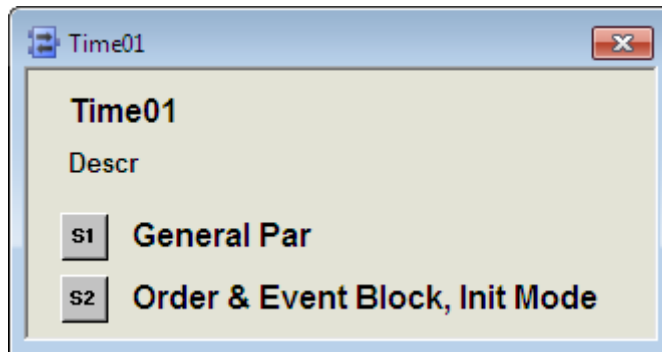 Time01
Time01
Descr
S1 General Par
S2 Order & Event Block, Init Mode